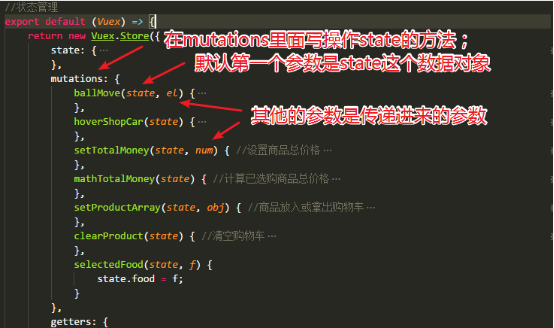 //状态管理
export default (Vuex) => {
return new Vuex.Store({
在mutations里面写操作state的方法；
state: {…
默认第一个参数是state这个数据对象
},
mutations: {
ballMove(state, el) {…
},
其他的参数是传递进来的参数
hoverShopCar(state) {…
},
setTotalMoney(state, num) { //设置商品总价格…
},
mathTotalMoney(state) { //计算已选购商品总价格…
},
setProductArray(state, obj) { //商品放入或拿出购物车…
},
clearProduct(state) { //清空购物车…
},
selectedFood(state, f) {
state.food = f;
}
},
getters: {